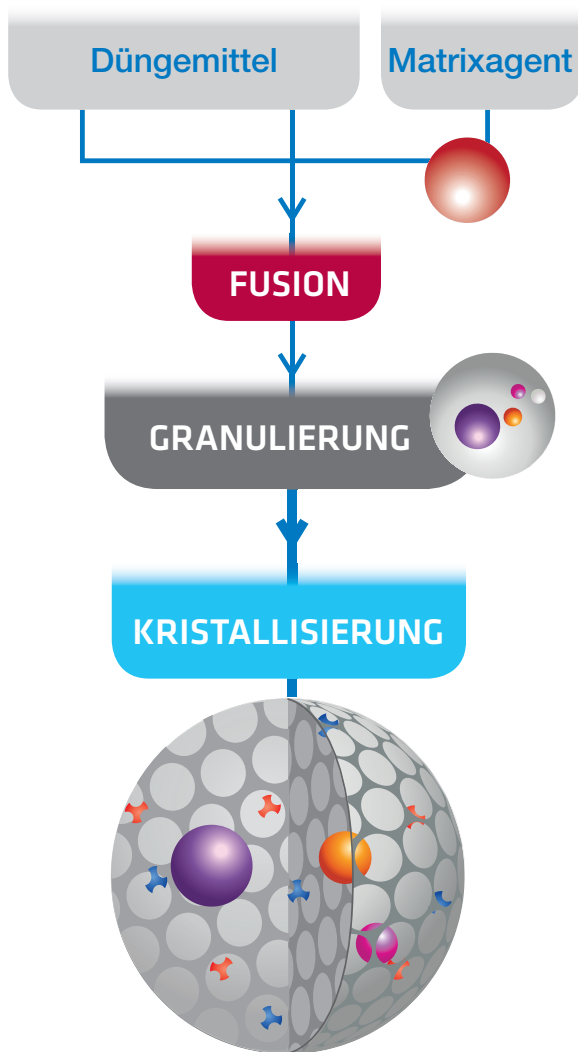 Düngemittel
Matrixagent
FUSION
GRANULIERUNG
KRISTALLISIERUNG